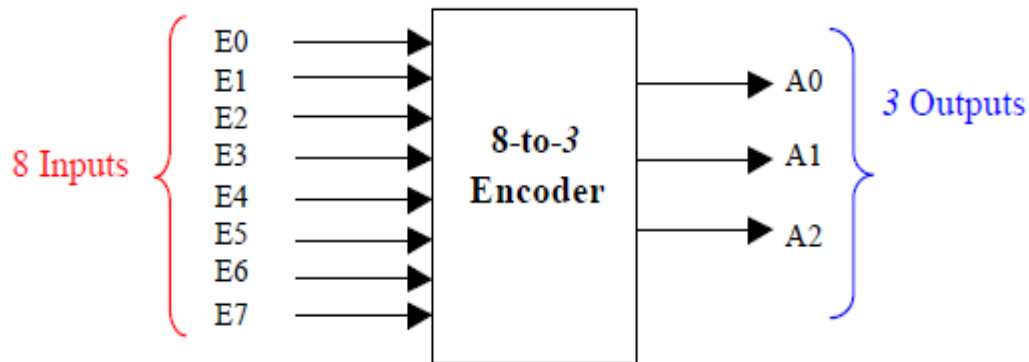 8 Inputs
E0
E1
E2
E3
E4
E5
E6
E7
8-to-3
Encoder
A0
A1
A2
3 Outputs